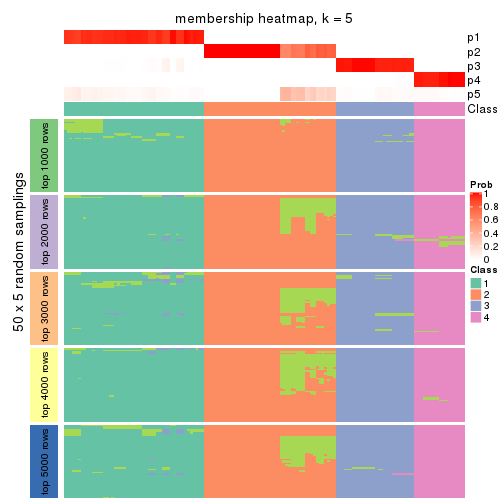 membership heatmap, k = 5
p1
p2
p3
p4
p5
Class
50 x 5 random samplings
top 1000 rows
top 2000 rows
top 3000 rows
top 4000 rows
top 5000 rows
Prob
1
0.8
0.6
0.4
0.2
0
Class
1
2
3
4